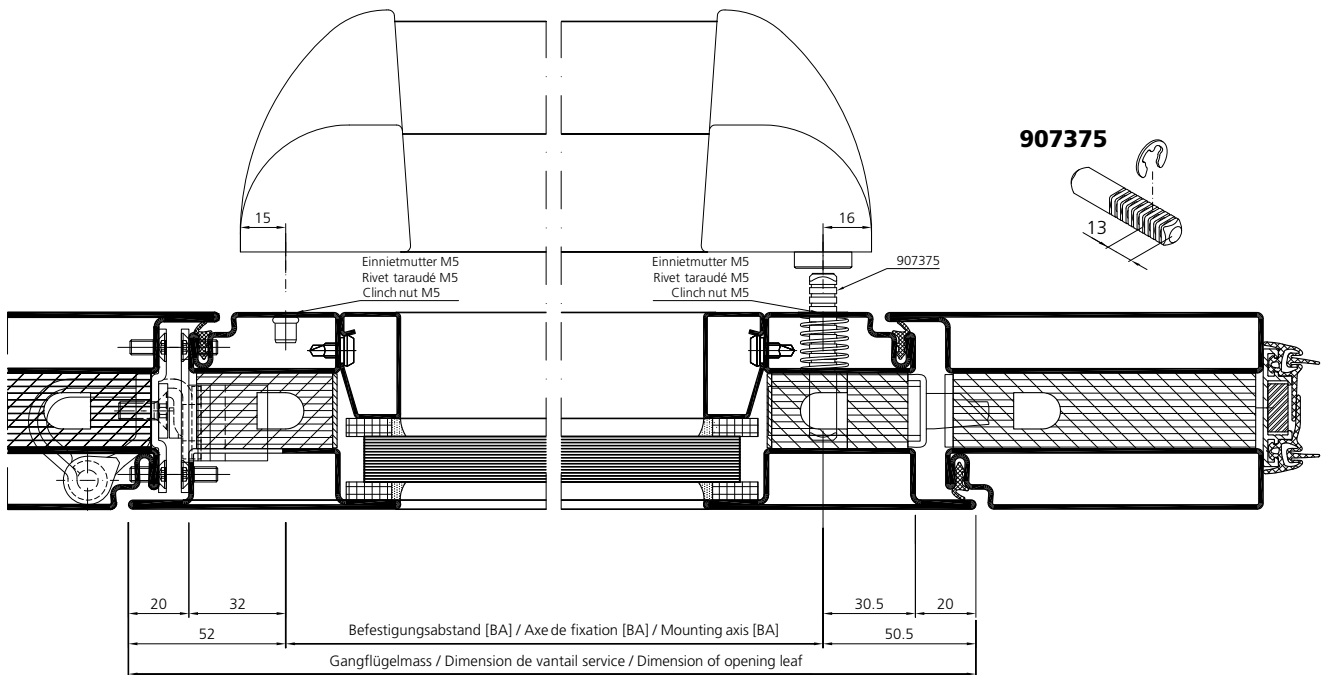 907375
13
15
16
Einnietmutter M5
Rivet taraudé M5
Clinch nut M5
Einnietmutter M5
Rivet taraudé M5
Clinch nut M5
907375
20
32
30.5
20
52
Befestigungsabstand [BA] / Axe de fixation [BA] / Mounting axis [BA]
50.5
Gangflügelmass / Dimension de vantail service / Dimension of opening leaf